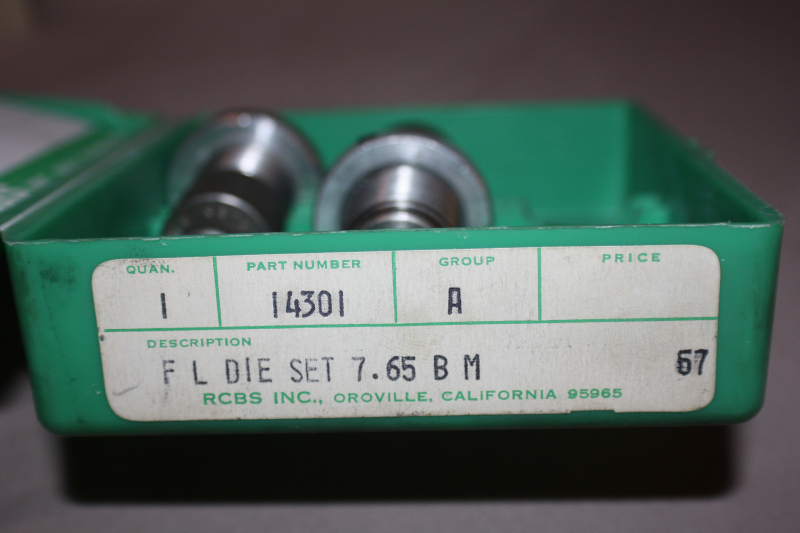 QUAN. PART NUMBER GROUP PRICE
1 14301 A
DESCRIPTION
F L DIE SET 7.65 B M 67
RCBS INC., OROVILLE, CALIFORNIA 95965